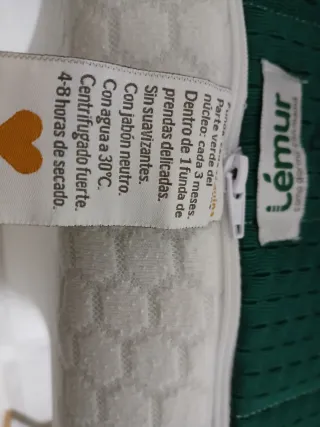 Parte verde del
núcleo: cada 3 meses.
Dentro de 1 funda de
prendas delicadas.
Sin suavizantes.
Con jabón neutro.
Con agua a 30°C.
Centrifugado fuerte.
4-8 horas de secado.
Lémur